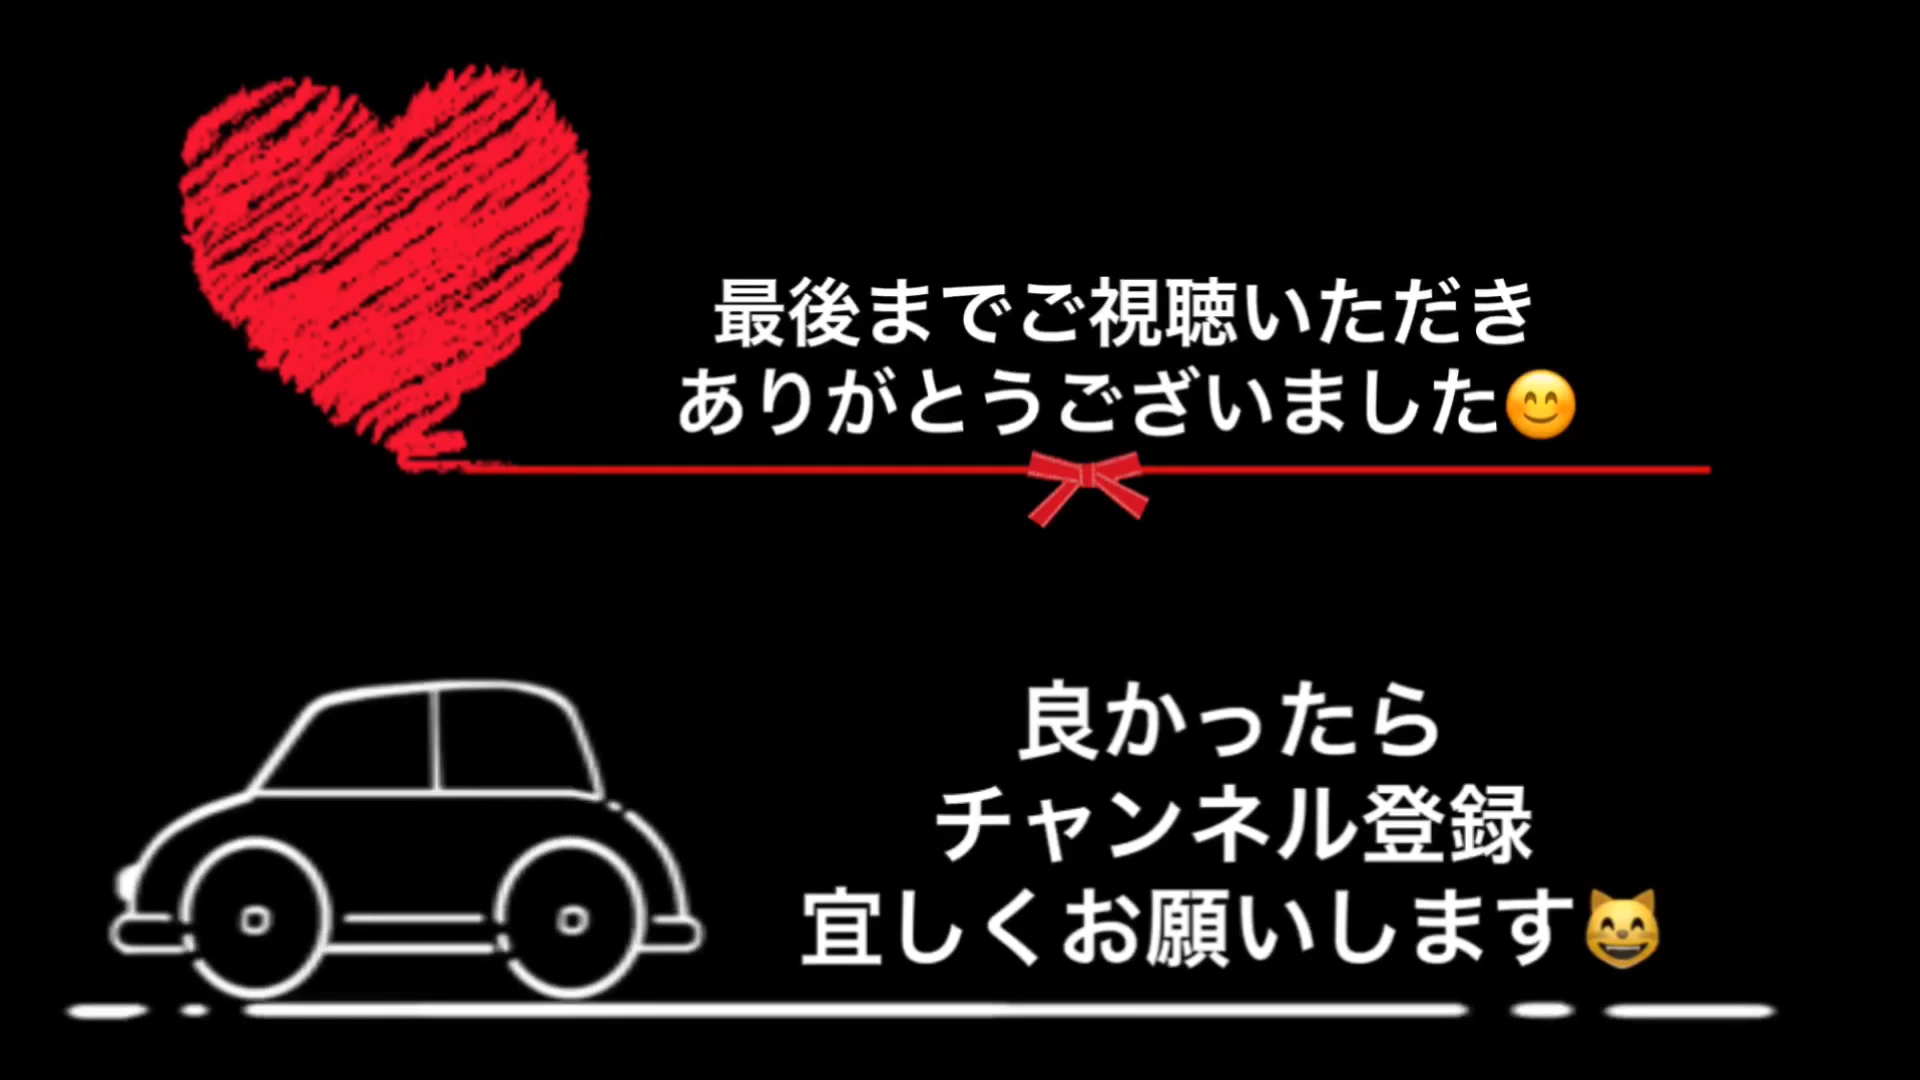 最後までご視聴いただき
ありがとうございました😊
良かったら
チャンネル登録
宜しくお願いします😸